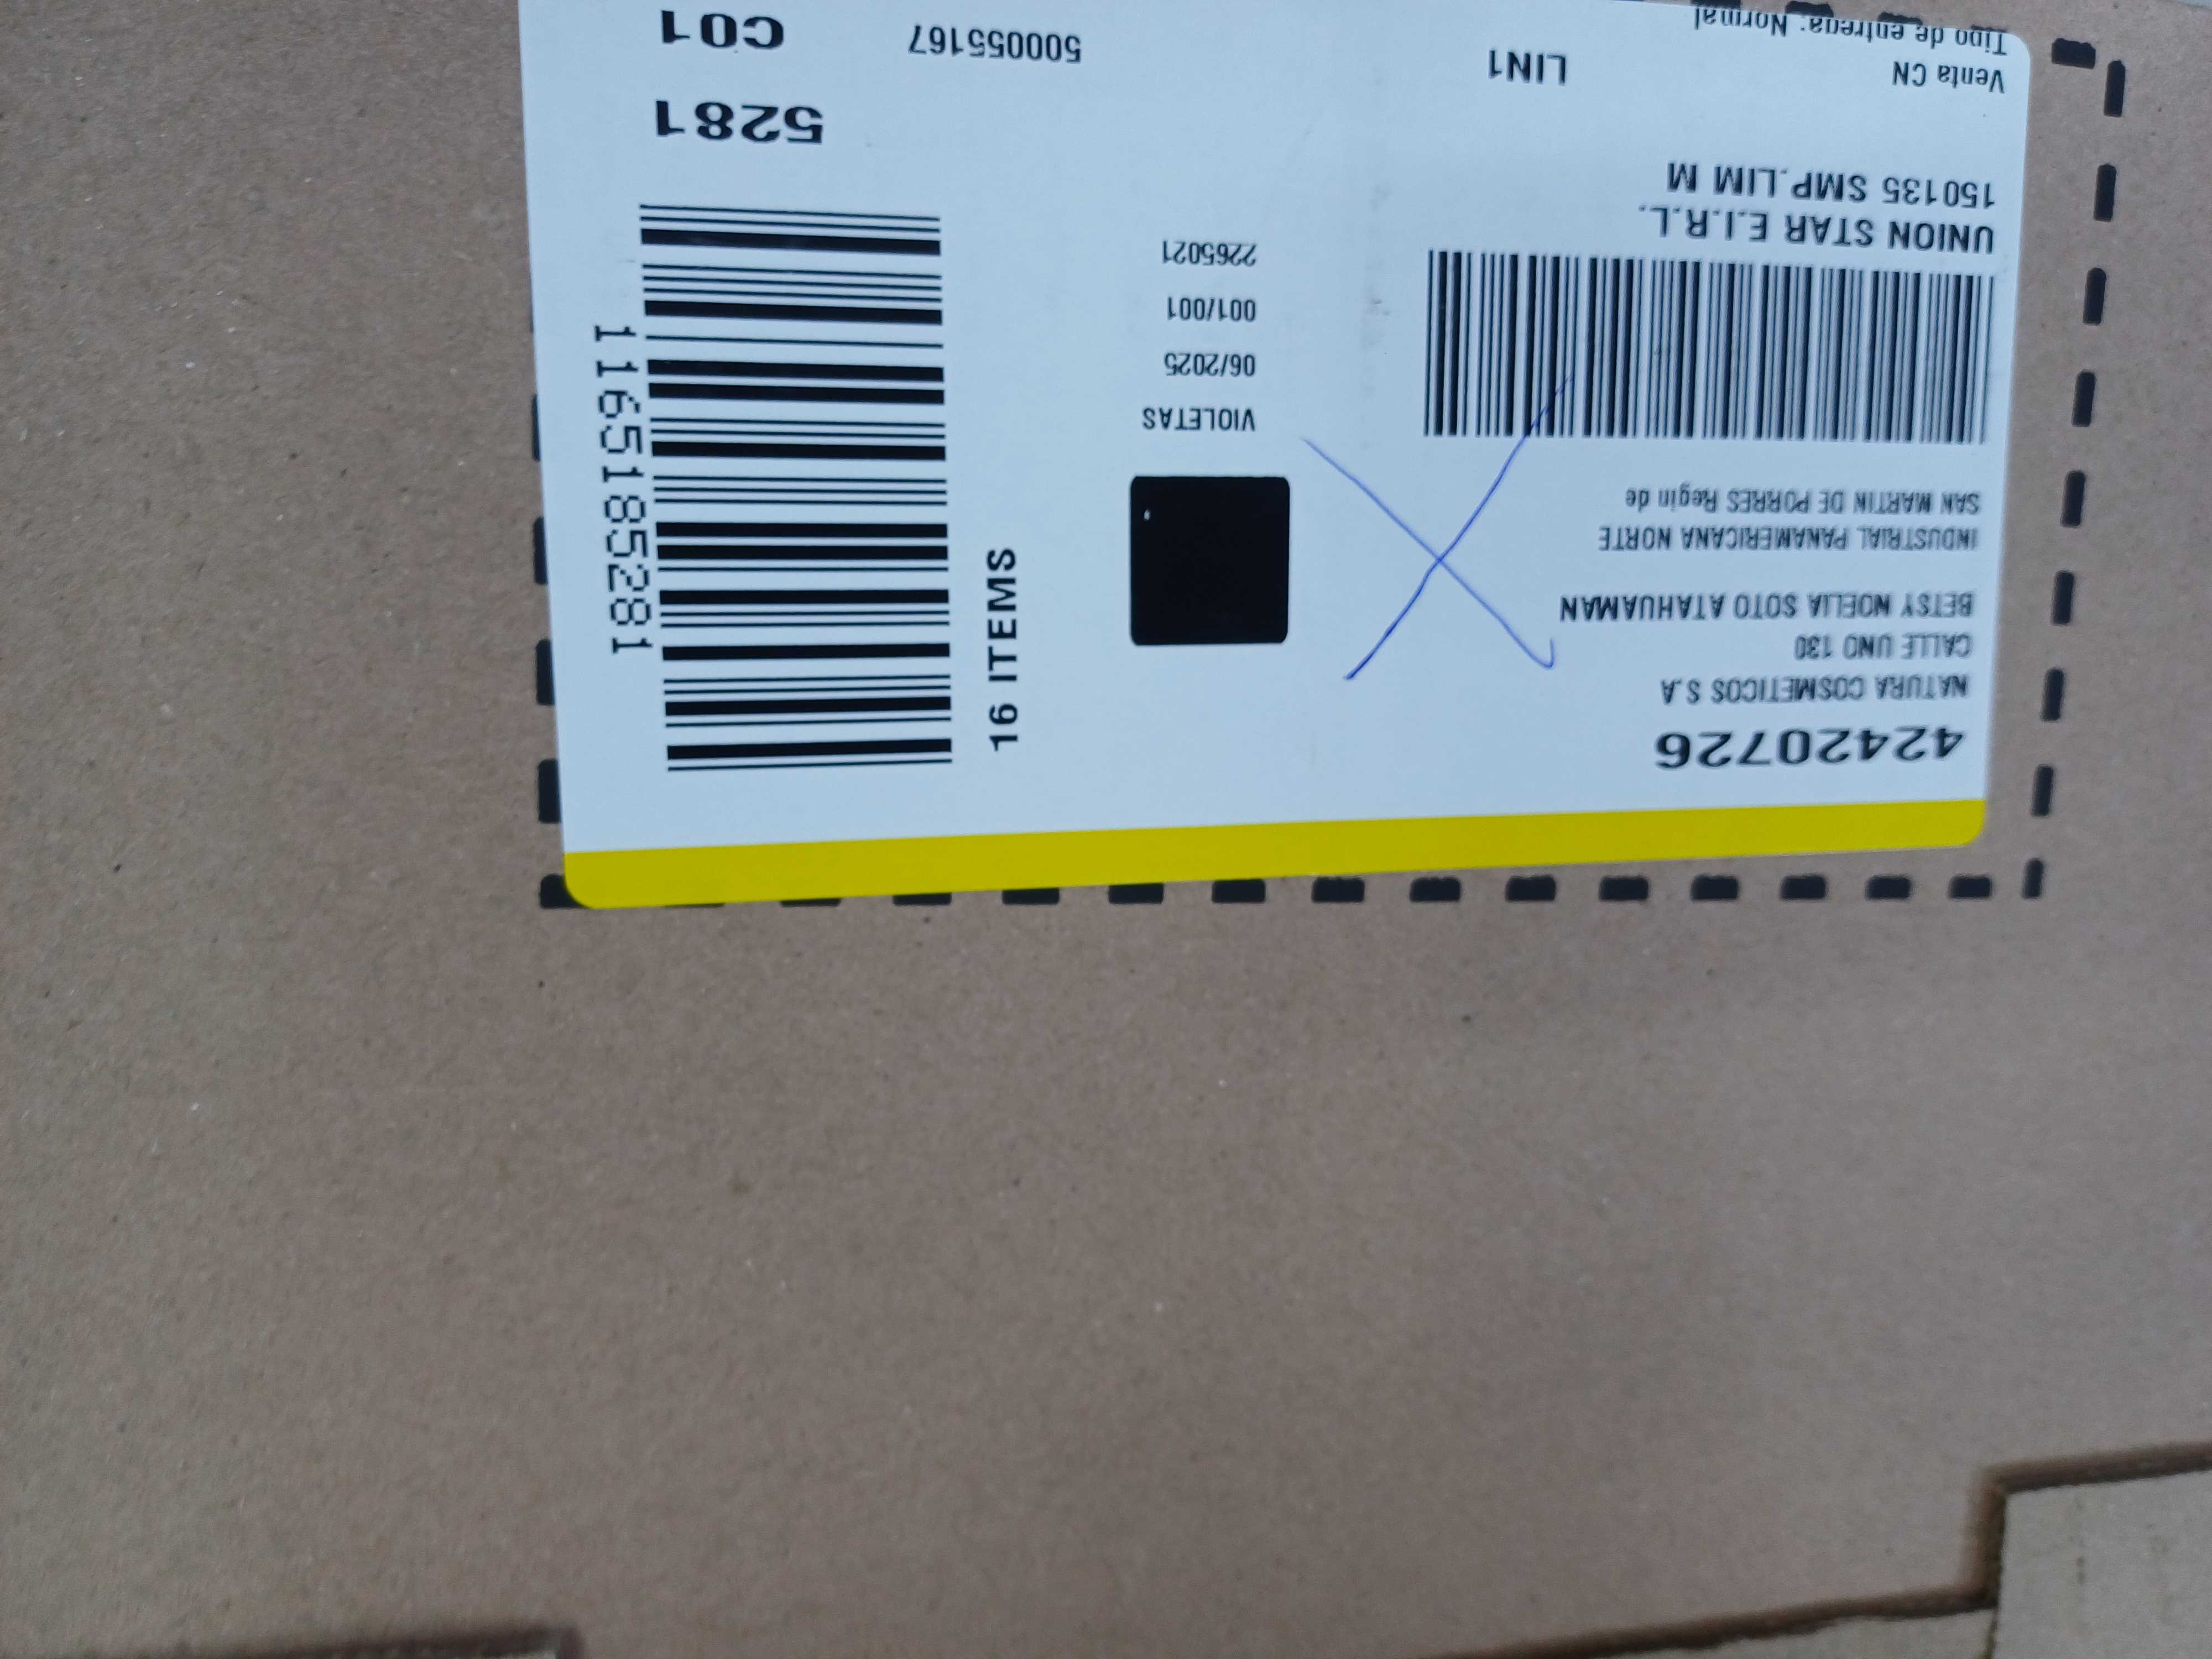 42420726
NATURA COSMETICOS S.A
CALLE UNO 130
BETSY NOELIA SOTO ATAHUAMAN
INDUSTRIAL PANAMERICANA NORTE
SAN MARTIN DE PORRES Regin de
UNION STAR E.I.R.L.
150135 SMP.LIM M
Venta CN
LIN1
Tipo de entrega: Normal
VIOLETAS
06/2025
001/001
2265021
16 ITEMS
1165185281
5281
500055167
C01